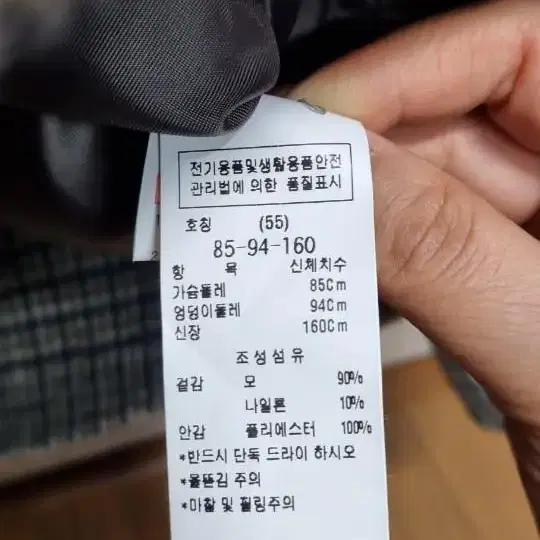 전기용품및생활용품안전
관리법에 의한 품질표시
호칭 (55)
85-94-160
항 목 신체치수
가슴둘레 85Cm
엉덩이둘레 94Cm
신장 160Cm
조성섬유
겉감 모 90%
나일론 10%
안감 폴리에스터 100%
*반드시 단독 드라이 하시오
*올뜯김 주의
*마찰 및 필링주의